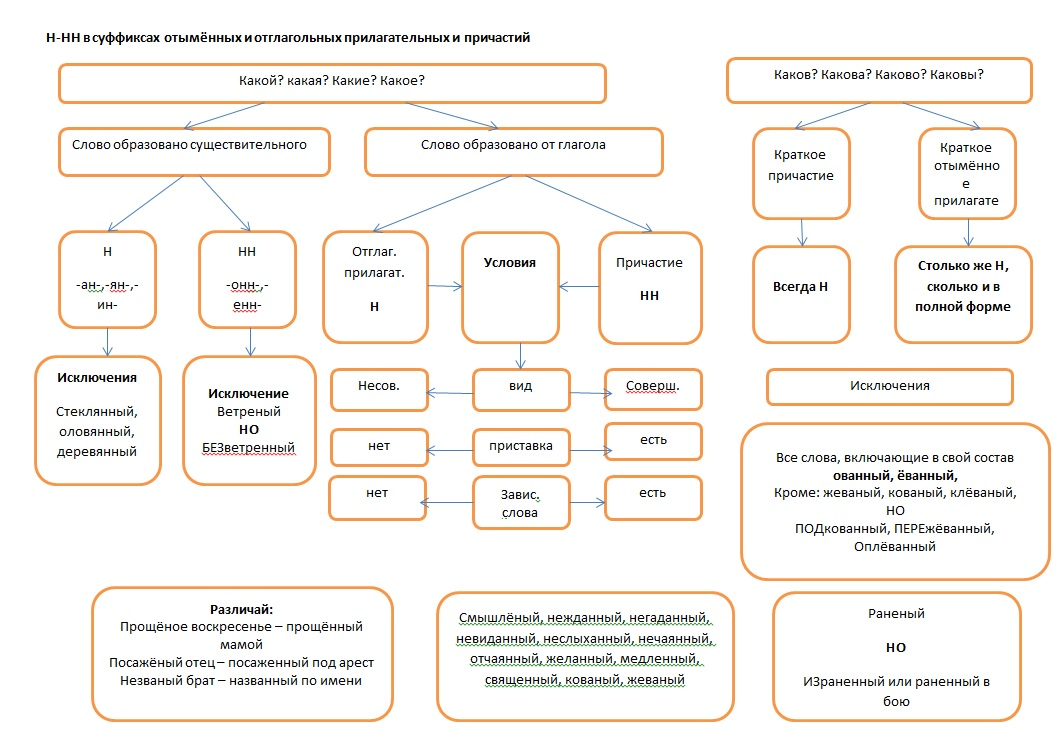 Н-НН в суффиксах отымённых и отглагольных прилагательных и причастий
Какой? какая? Какие? Какое?
Каков? Какова? Каково? Каковы?
Слово образовано существительного
Слово образовано от глагола
Краткое
причастие
Краткое
отымённо
е
прилагате
Н
-ан-,-ян-,-
ин-
НН
-онн-,-
енн-
Отглаг.
прилагат.
Н
Условия
Причастие
НН
Всегда Н
Столько же Н,
сколько и в
полной форме
Исключения
Стеклянный,
оловянный,
деревянный
Исключение
Ветреный
НО
БЕЗветренный
Несов.
вид
Соверш.
нет
приставка
есть
нет
Завис.
слова
есть
Исключения
Все слова, включающие в свой состав
ованный, ёванный,
Кроме: жеваный, кованый, клёваный,
НО
ПОДкованный, ПЕРЕжёванный,
Оплёванный
Различай:
Прощёное воскресенье – прощённый
мамой
Посажёный отец – посаженный под арест
Незваный брат – названный по имени
Смышлёный, нежданный, негаданный,
невиданный, неслыханный, нечаянный,
отчаянный, желанный, медленный,
священный, кованый, жеваный
Раненый
НО
ИЗраненный или раненный в
бою